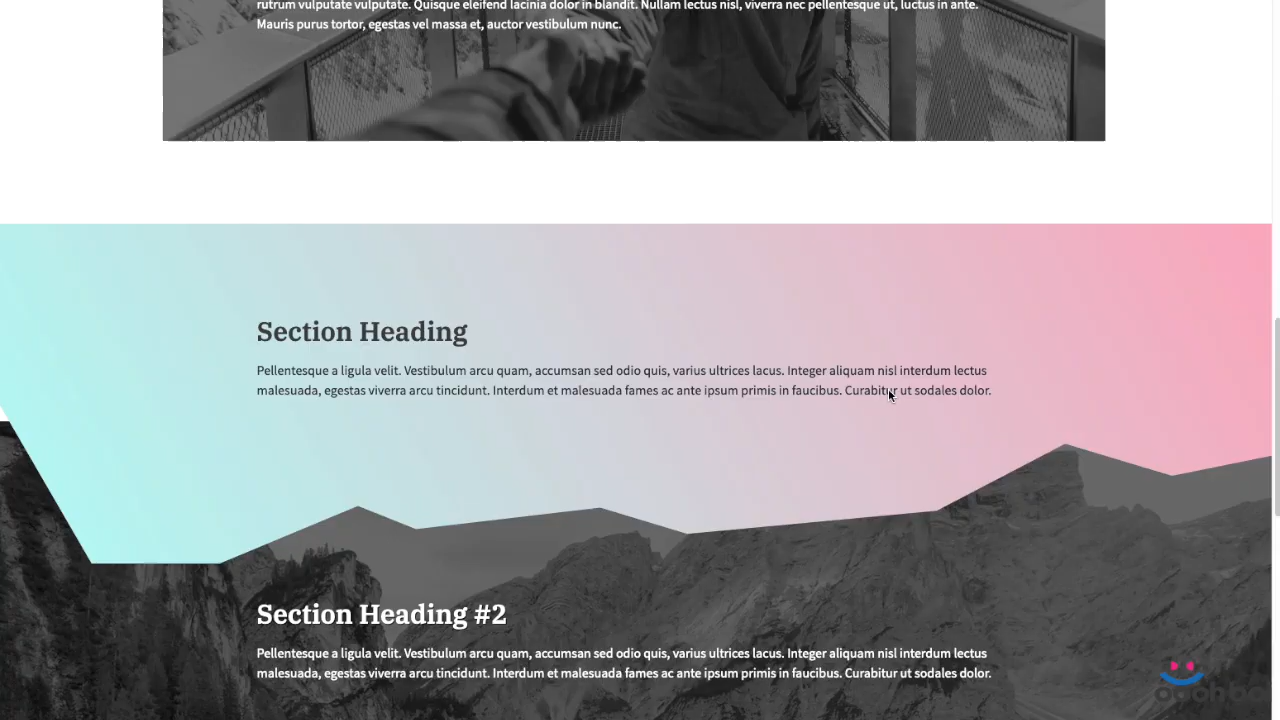 rutrum vulputate vulputate. Quisque eleifend lacinia dolor in blandit. Nullam lectus nisl, viverra nec pellentesque ut, luctus in ante.
Mauris purus tortor, egestas vel massa et, auctor vestibulum nunc.
Section Heading
Pellentesque a ligula velit. Vestibulum arcu quam, accumsan sed odio quis, varius ultrices lacus. Integer aliquam nisl interdum lectus
malesuada, egestas viverra arcu tincidunt. Interdum et malesuada fames ac ante ipsum primis in faucibus. Curabitur ut sodales dolor.
Section Heading #2
Pellentesque a ligula velit. Vestibulum arcu quam, accumsan sed odio quis, varius ultrices lacus. Integer aliquam nisl interdum lectus
malesuada, egestas viverra arcu tincidunt. Interdum et malesuada fames ac ante ipsum primis in faucibus. Curabitur ut sodales dolor.